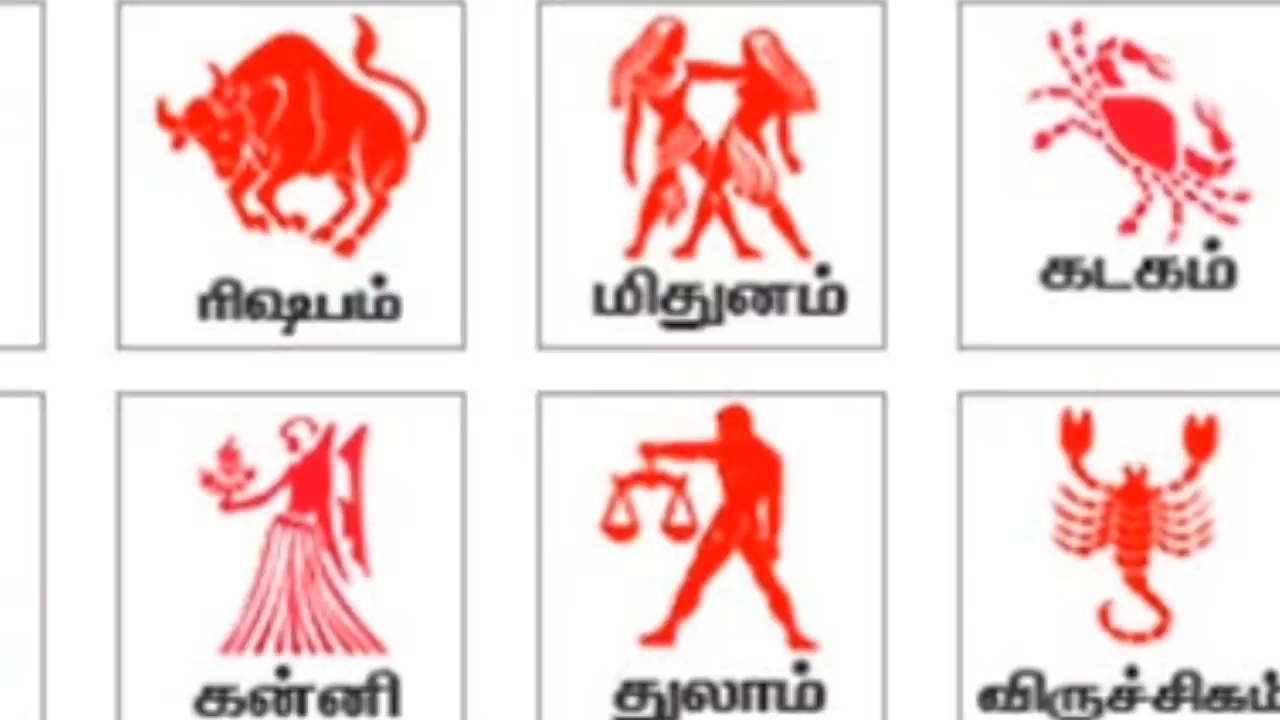 ரிஷபம்
மிதுனம்
கடகம்
கன்னி
துலாம்
விருச்சிகம்